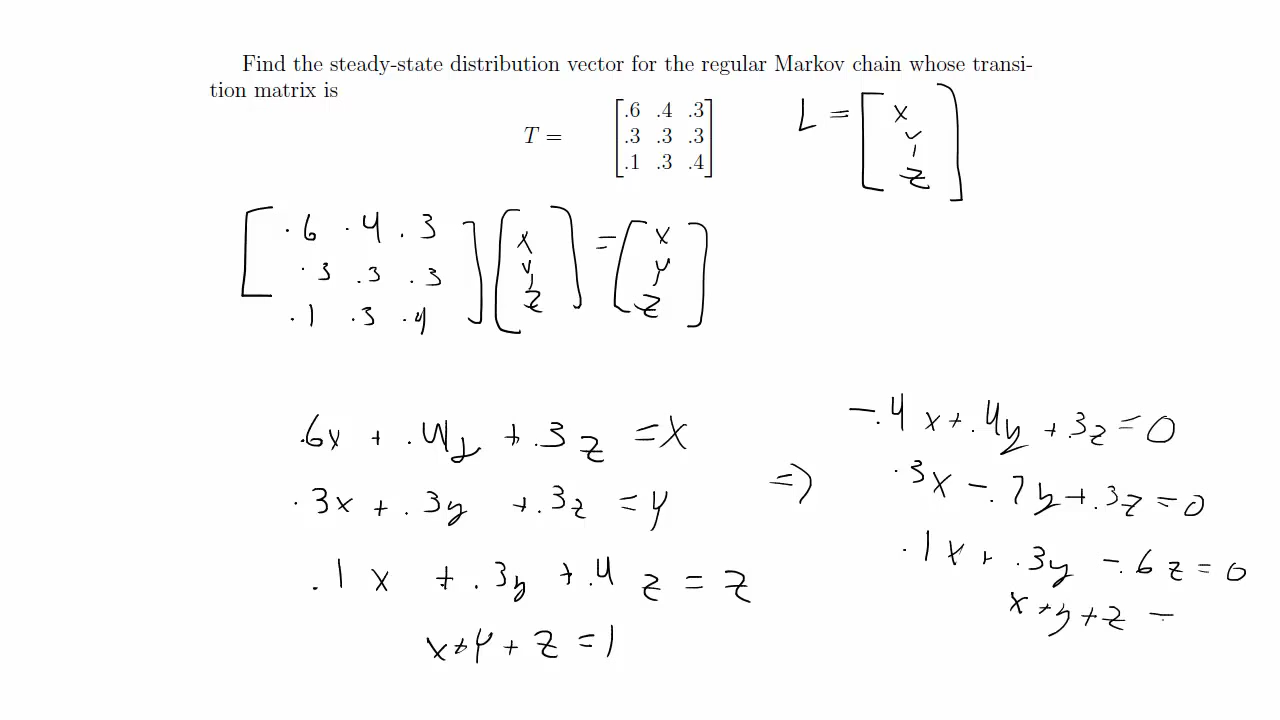 Find the steady-state distribution vector for the regular Markov chain whose transi-
tion matrix is
T = [.6 .4 .3
.3 .3 .3
.1 .3 .4]
L = [x
y
z]
[.6 .4 .3
.3 .3 .3
.1 .3 .4] [x
y
z] = [x
y
z]
.6x + .4y + .3z = x
.3x + .3y + .3z = y
.1x + .3y + .4z = z
x + y + z = 1
=>
-.4x + .4y + .3z = 0
.3x - .7y + .3z = 0
.1x + .3y - .6z = 0
x + y + z =